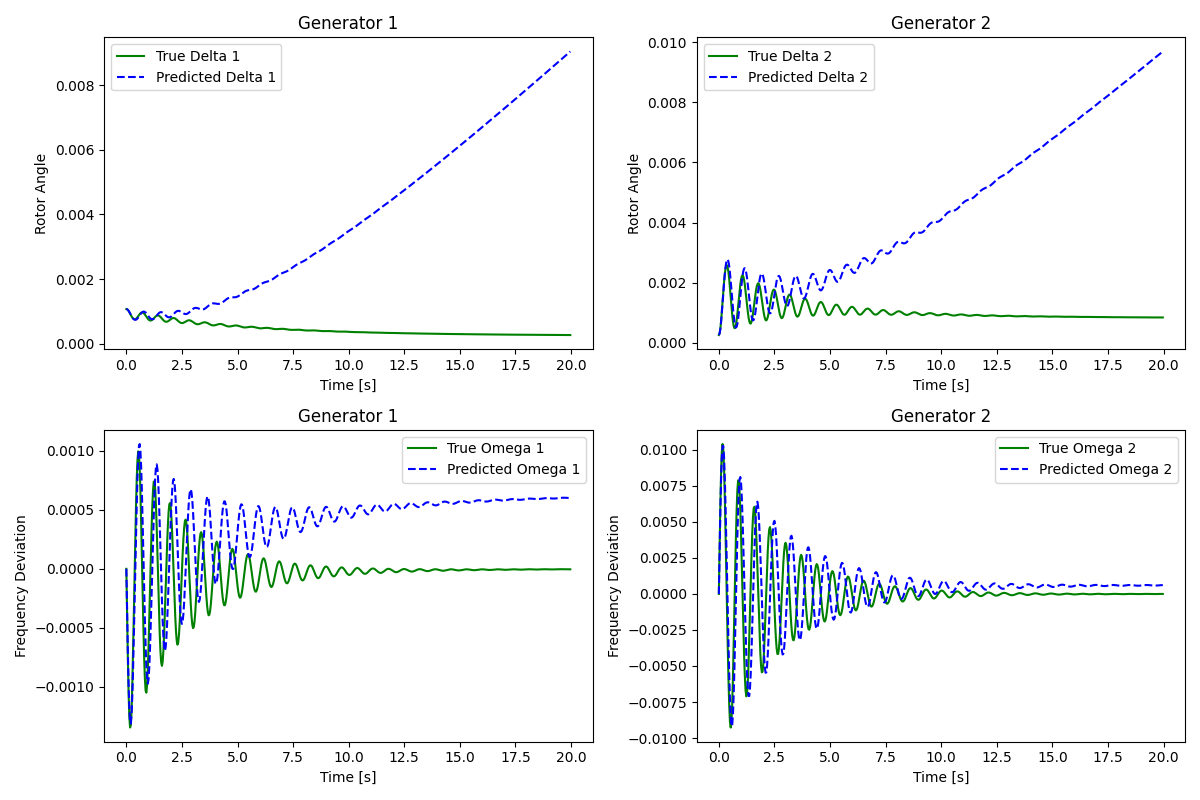 Generator 1
True Delta 1
Predicted Delta 1
Rotor Angle
0.008
0.006
0.004
0.002
0.000
0.0 2.5 5.0 7.5 10.0 12.5 15.0 17.5 20.0
Time [s]
Generator 2
True Delta 2
Predicted Delta 2
Rotor Angle
0.010
0.008
0.006
0.004
0.002
0.000
0.0 2.5 5.0 7.5 10.0 12.5 15.0 17.5 20.0
Time [s]
Generator 1
True Omega 1
Predicted Omega 1
Frequency Deviation
0.0010
0.0005
0.0000
−0.0005
−0.0010
0.0 2.5 5.0 7.5 10.0 12.5 15.0 17.5 20.0
Time [s]
Generator 2
True Omega 2
Predicted Omega 2
Frequency Deviation
0.0100
0.0075
0.0050
0.0025
0.0000
−0.0025
−0.0050
−0.0075
−0.0100
0.0 2.5 5.0 7.5 10.0 12.5 15.0 17.5 20.0
Time [s]